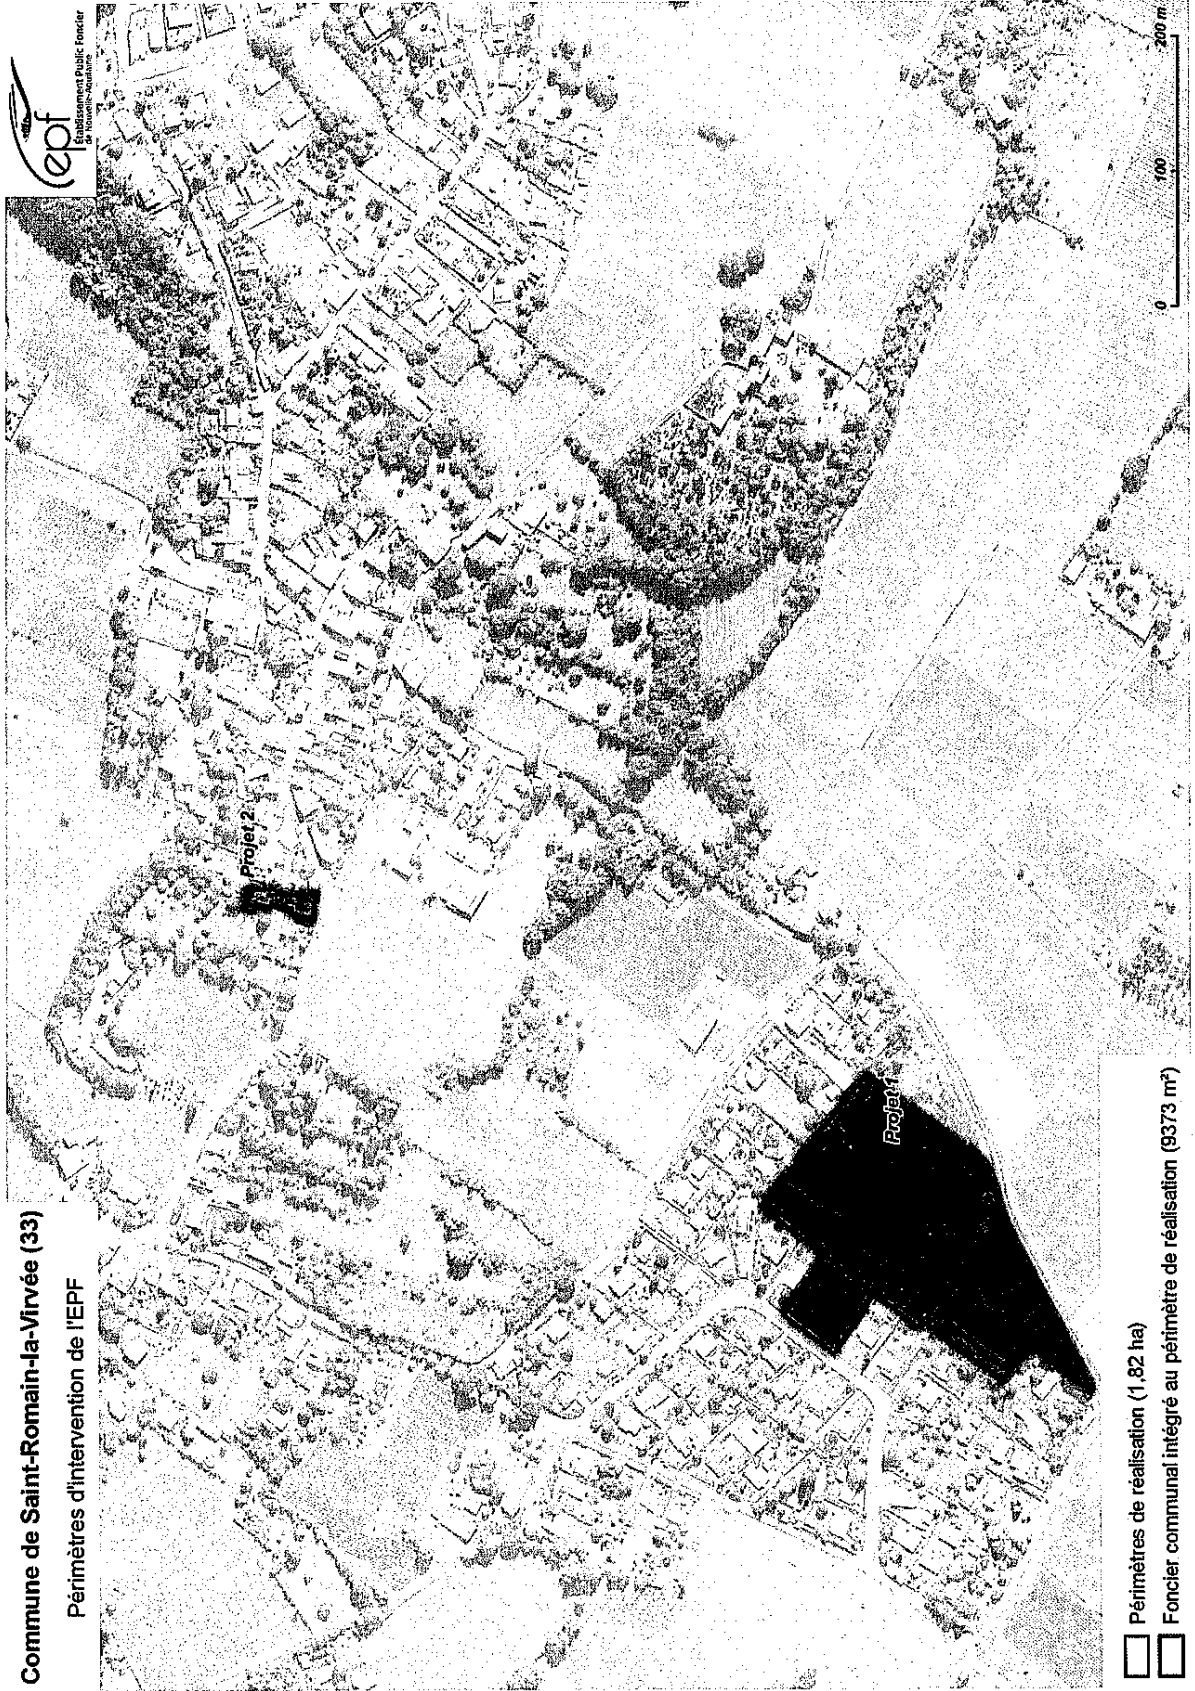 Commune de Saint-Romain-la-Virvée (33)
Périmètres d'intervention de l'EPF
epf
Établissement Public Foncier
de Nouvelle-Aquitaine
Projet 2
Projet 1
0 100 200 m
Périmètres de réalisation (1,82 ha)
Foncier communal intégré au périmètre de réalisation (9373 m²)